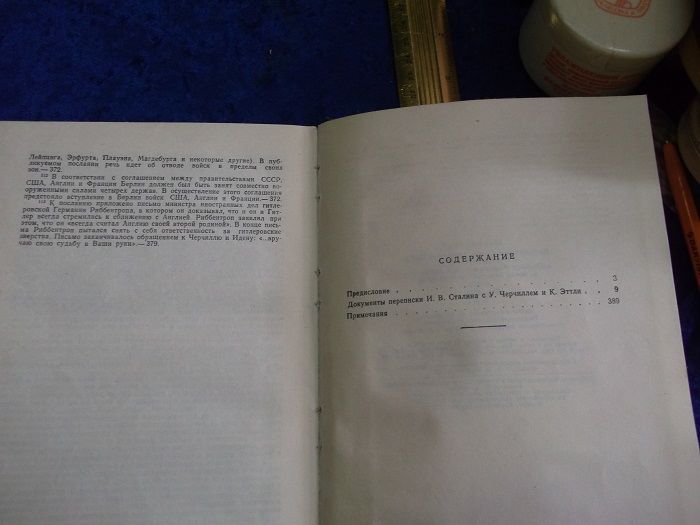 Лейпцига, Эрфурта, Плауэна, Магдебурга и некоторые другие). В пуб-
ликуемом послании речь идет об отводе войск в пределы своих
зон.— 372.
В соответствии с соглашением между правительствами СССР,
США, Англии и Франции Берлин должен был быть занят совместно во-
оруженными силами четырех держав. В осуществление этого соглашения
предстояло вступление в Берлин войск США, Англии и Франции.— 372.
К посланию приложено письмо министра иностранных дел гитле-
ровской Германии Риббентропа, в котором он доказывал, что и он и Гит-
лер всегда стремились к сближению с Англией. Риббентроп заявлял при
этом, что он «всегда считал Англию своей второй родиной». В конце пись-
ма Риббентроп пытался снять с себя ответственность за гитлеровские
зверства. Письмо заканчивалось обращением к Черчиллю и Идену: «...вру-
чаю свою судьбу в Ваши руки».— 379.
СОДЕРЖАНИЕ
Предисловие . . . . . . . . . . . . . . 3
Документы переписки И. В. Сталина с У. Черчиллем и К. Эттли . . 9
Примечания . . . . . . . . . . . . . . 389